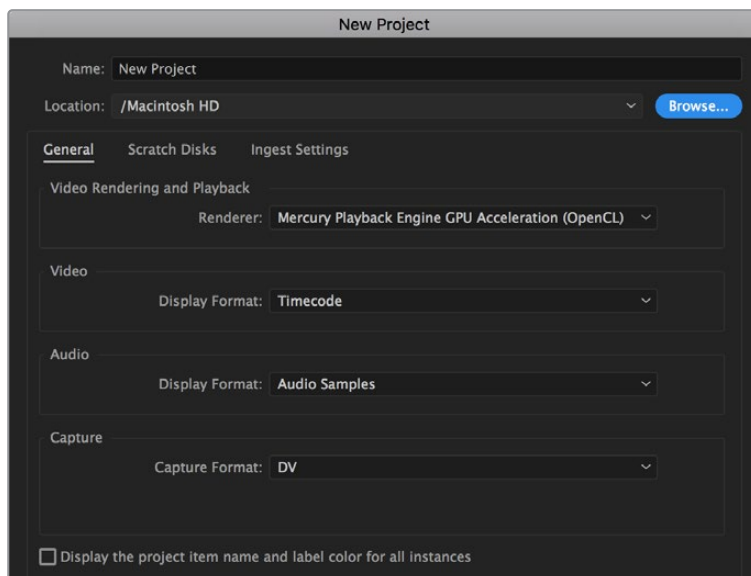 New Project
Name: New Project
Location: /Macintosh HD Browse...
General Scratch Disks Ingest Settings
Video Rendering and Playback
Renderer: Mercury Playback Engine GPU Acceleration (OpenCL)
Video
Display Format: Timecode
Audio
Display Format: Audio Samples
Capture
Capture Format: DV
Display the project item name and label color for all instances